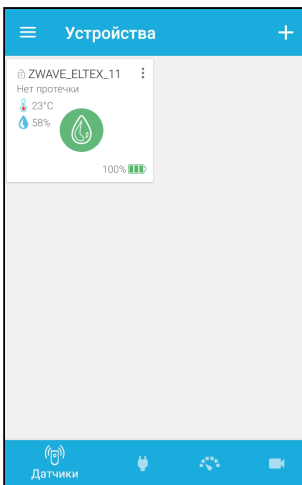 Устройства
ZWAVE_ELTEX_11
Нет протечки
23°C
58%
100%
Датчики